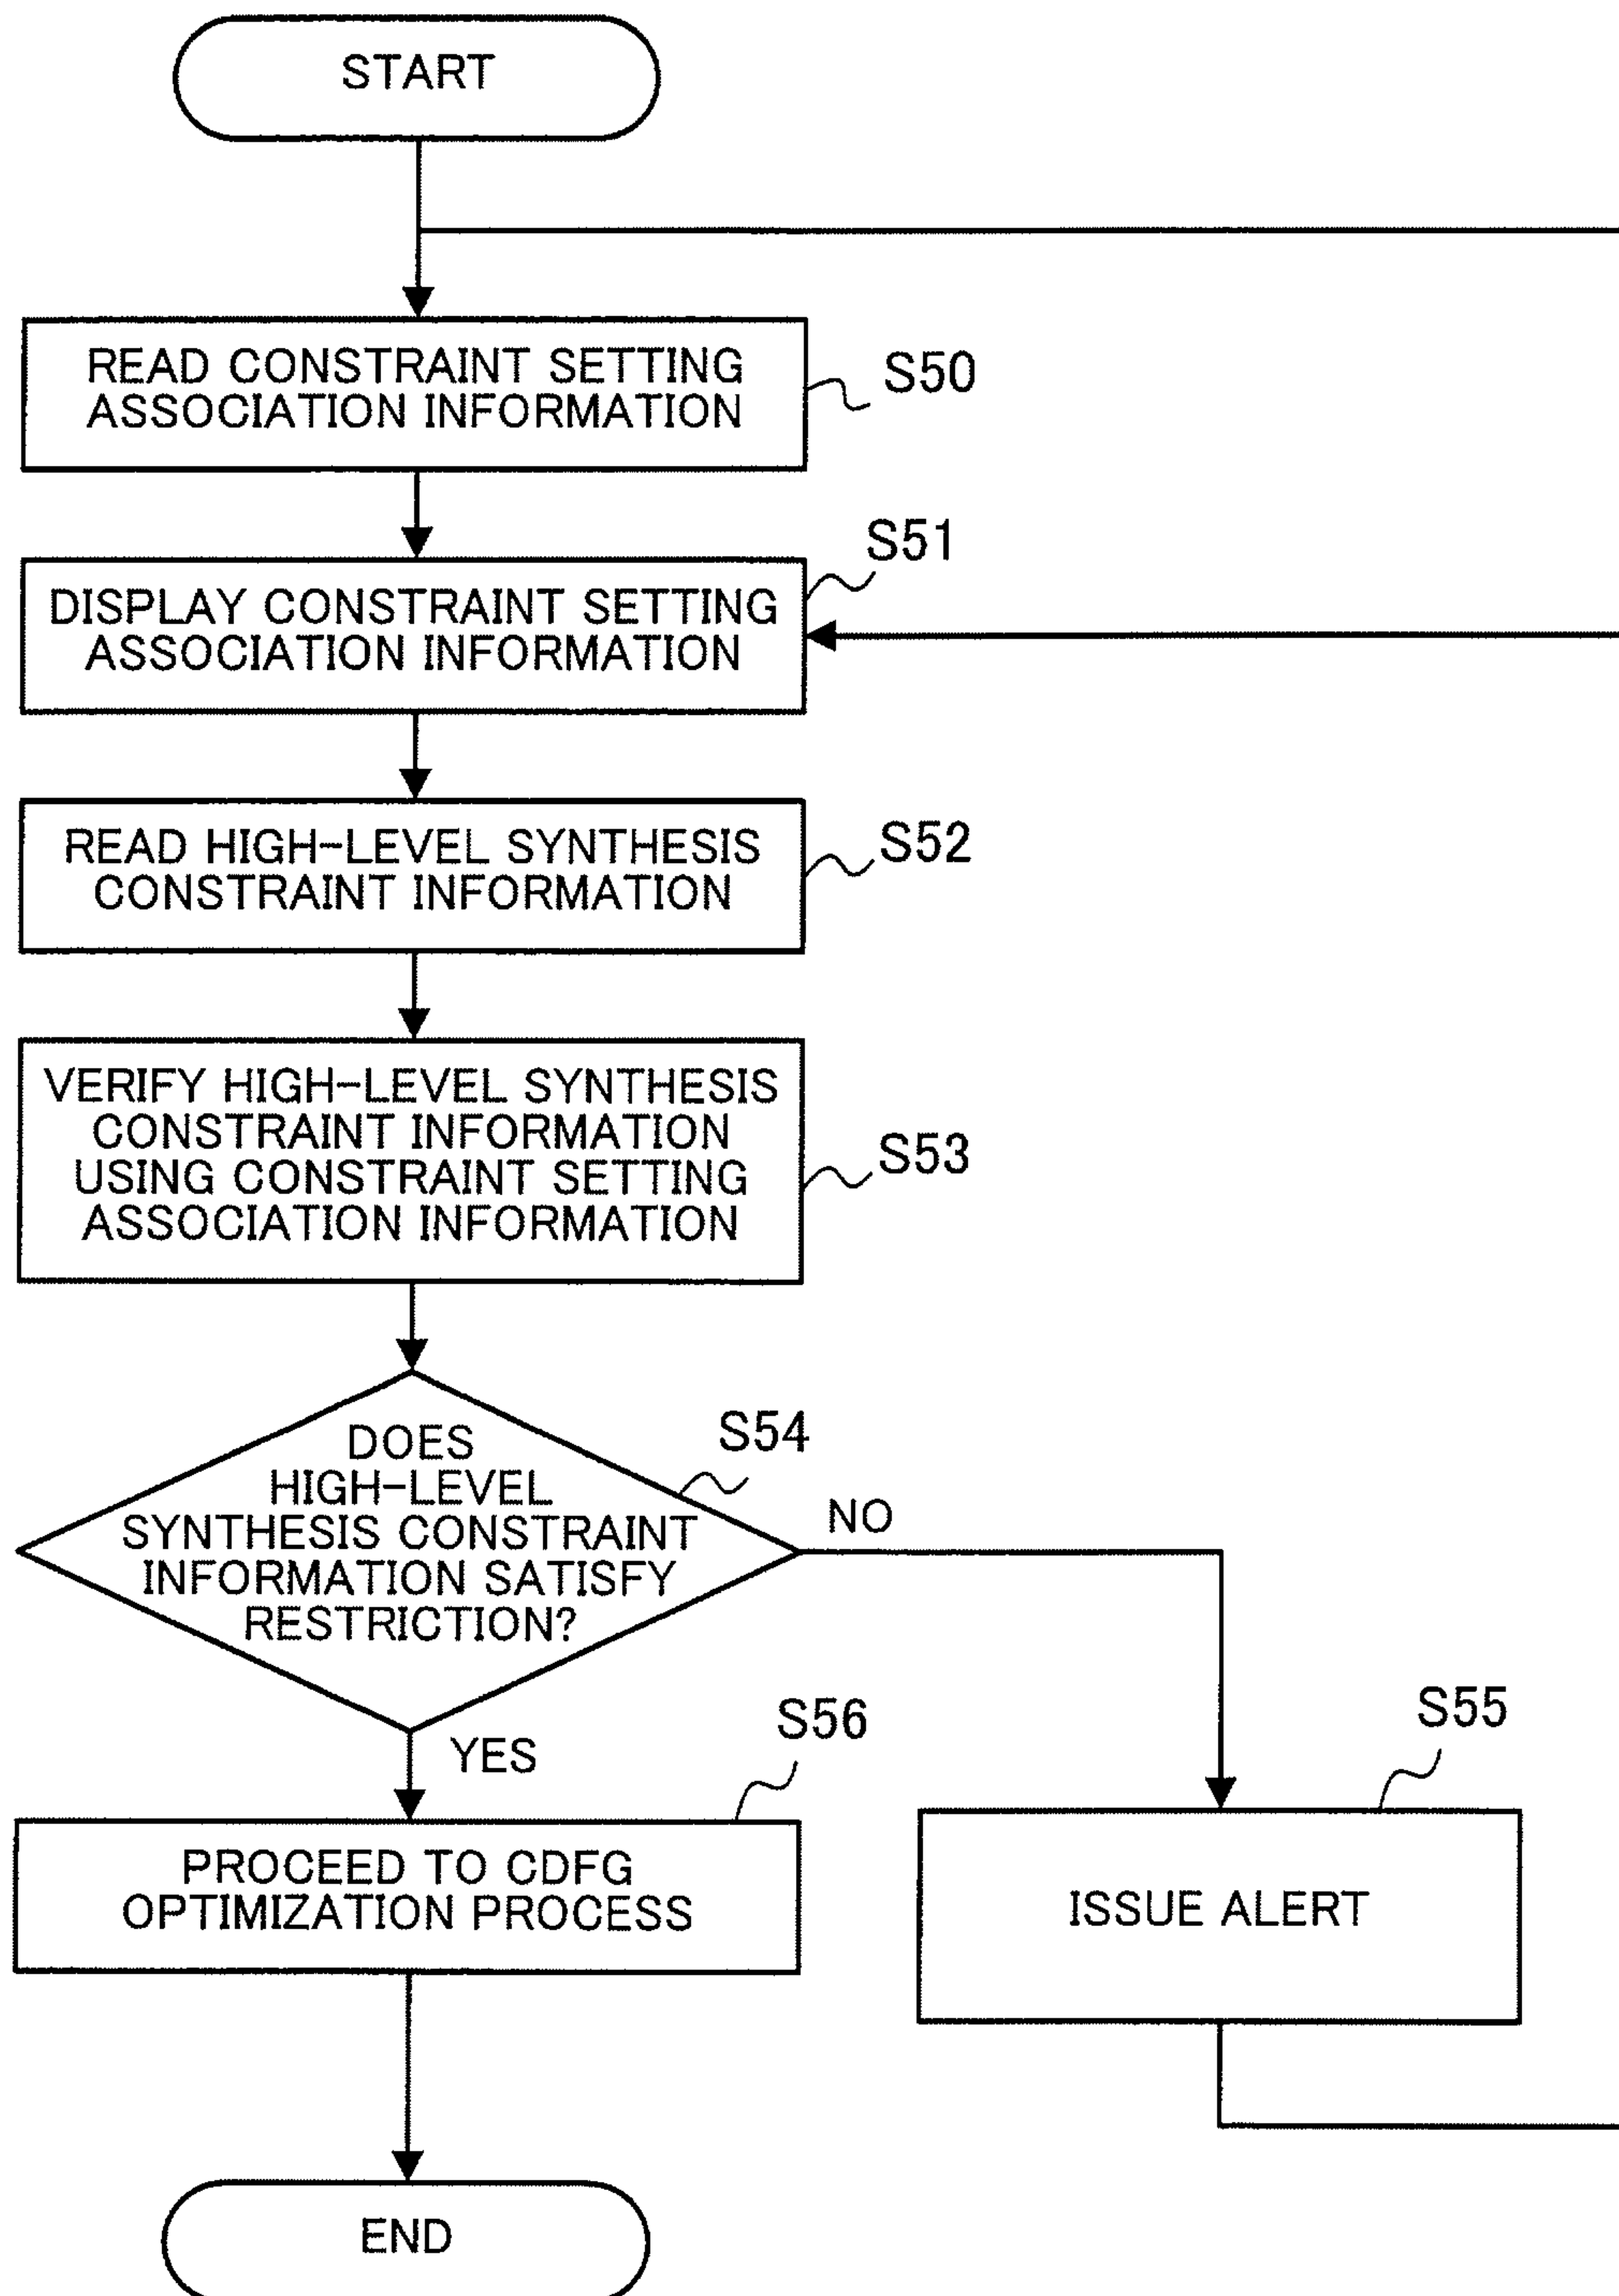 START
READ CONSTRAINT SETTING
ASSOCIATION INFORMATION
S50
S51
DISPLAY CONSTRAINT SETTING
ASSOCIATION INFORMATION
READ HIGH-LEVEL SYNTHESIS
CONSTRAINT INFORMATION
S52
VERIFY HIGH-LEVEL SYNTHESIS
CONSTRAINT INFORMATION
USING CONSTRAINT SETTING
ASSOCIATION INFORMATION
S53
DOES
HIGH-LEVEL
SYNTHESIS CONSTRAINT
INFORMATION SATISFY
RESTRICTION?
S54
NO
YES
S56
S55
PROCEED TO CDFG
OPTIMIZATION PROCESS
ISSUE ALERT
END